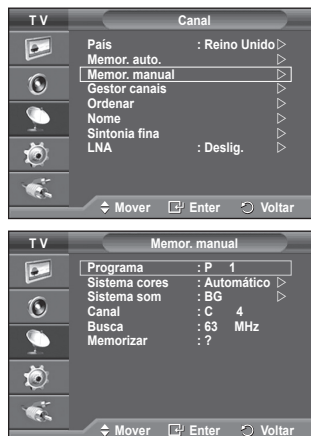 TV Canal
País : Reino Unido
Memor. auto.
Memor. manual
Gestor canais
Ordenar
Nome
Sintonia fina
LNA : Deslig.
Mover Enter Voltar
TV Memor. manual
Programa : P 1
Sistema cores : Automático
Sistema som : BG
Canal : C 4
Busca : 63 MHz
Memorizar : ?
Mover Enter Voltar